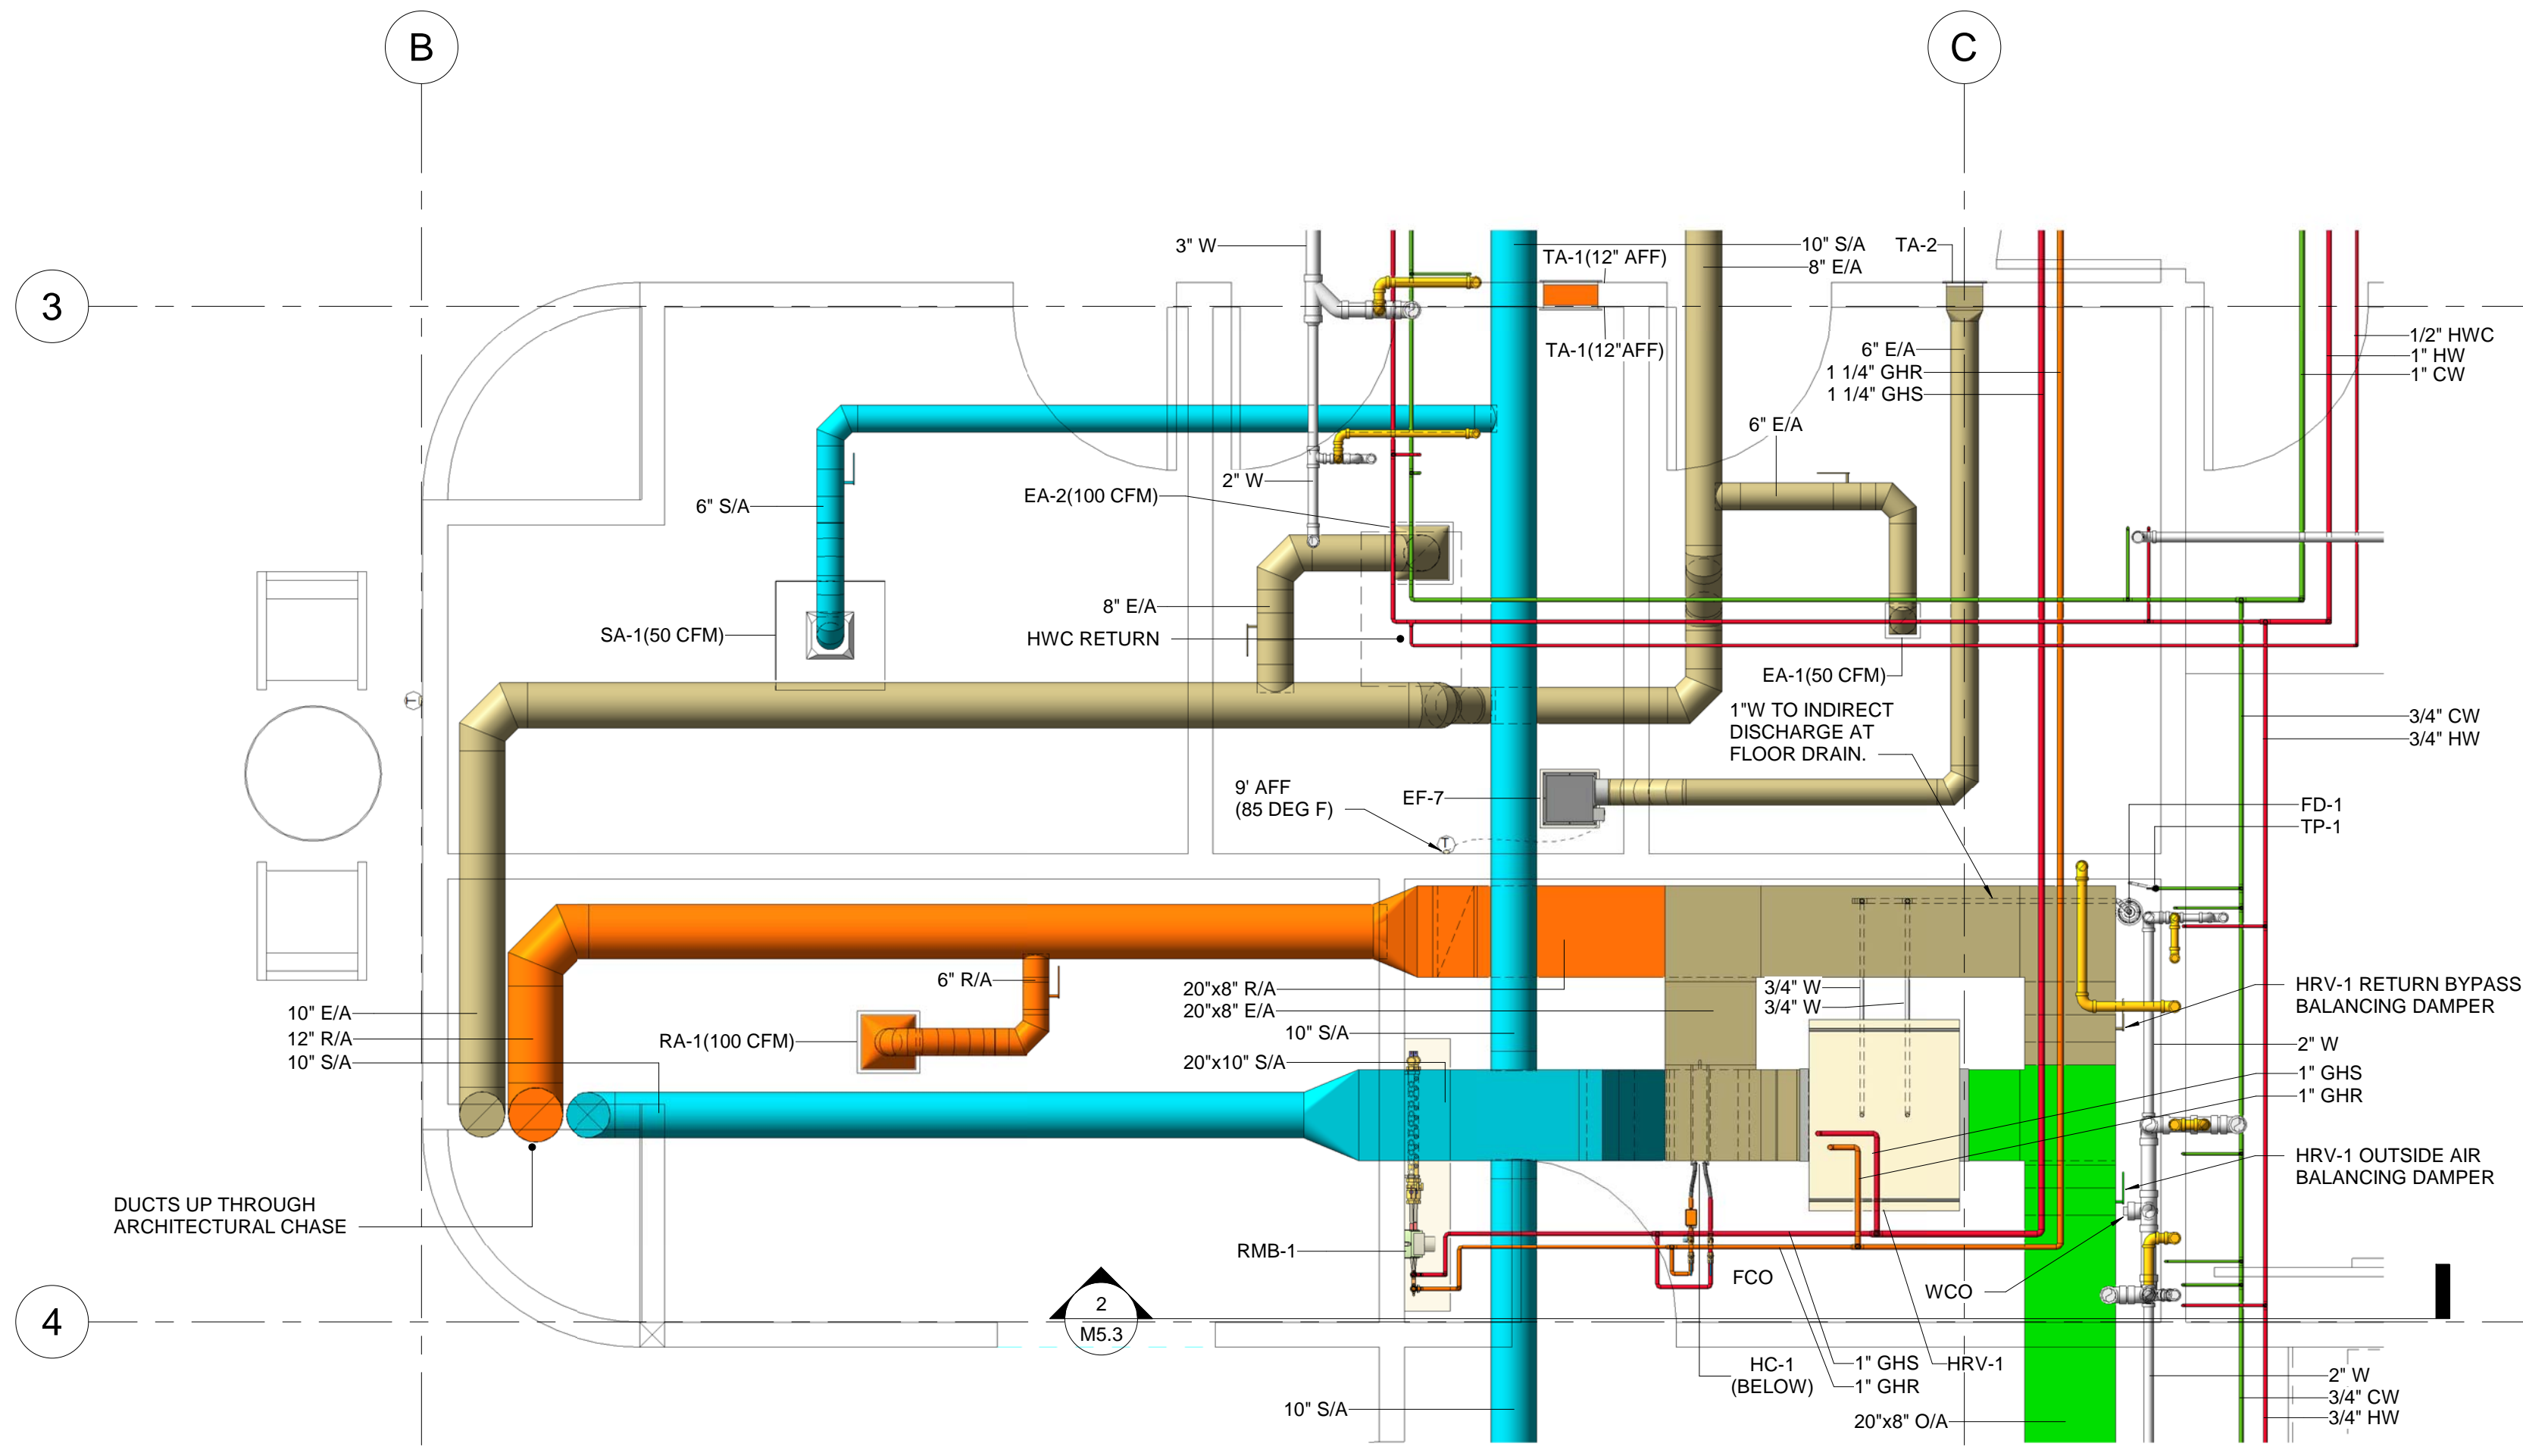 B
C
3
3" W
10" S/A
TA-2
TA-1(12" AFF)
8" E/A
1/2" HWC
TA-1(12"AFF)
6" E/A
1" HW
1 1/4" GHR
1" CW
1 1/4" GHS
6" E/A
2" W
EA-2(100 CFM)
6" S/A
8" E/A
SA-1(50 CFM)
HWC RETURN
EA-1(50 CFM)
T
1"W TO INDIRECT
DISCHARGE AT
FLOOR DRAIN.
3/4" CW
3/4" HW
9' AFF
(85 DEG F)
EF-7
T
FD-1
TP-1
6" R/A
20"x8" R/A
3/4" W
HRV-1 RETURN BYPASS
BALANCING DAMPER
20"x8" E/A
3/4" W
10" E/A
12" R/A
10" S/A
RA-1(100 CFM)
10" S/A
20"x10" S/A
2" W
1" GHS
1" GHR
HRV-1 OUTSIDE AIR
BALANCING DAMPER
DUCTS UP THROUGH
ARCHITECTURAL CHASE
RMB-1
FCO
WCO
4
2
M5.3
HC-1
(BELOW)
1" GHS
1" GHR
HRV-1
10" S/A
20"x8" O/A
2" W
3/4" CW
3/4" HW